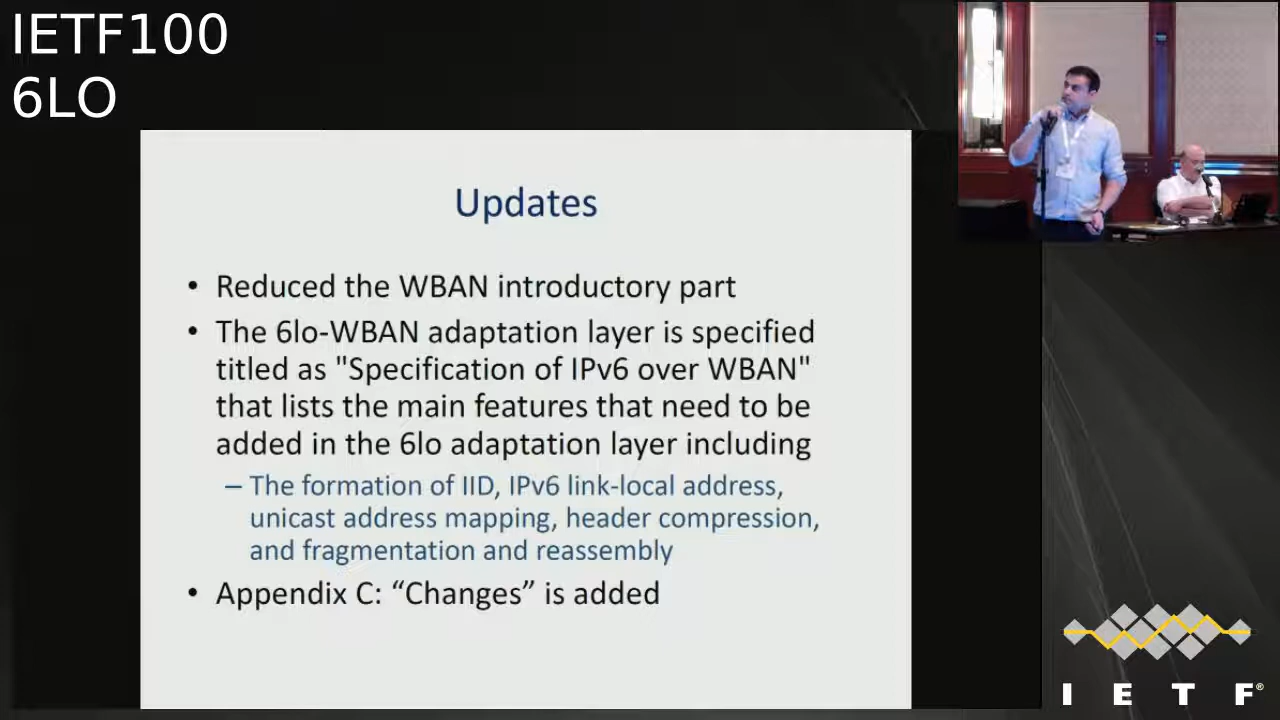 IETF100
6LO
Updates
• Reduced the WBAN introductory part
• The 6lo-WBAN adaptation layer is specified
titled as "Specification of IPv6 over WBAN"
that lists the main features that need to be
added in the 6lo adaptation layer including
– The formation of IID, IPv6 link-local address,
unicast address mapping, header compression,
and fragmentation and reassembly
• Appendix C: “Changes” is added
I E T F®